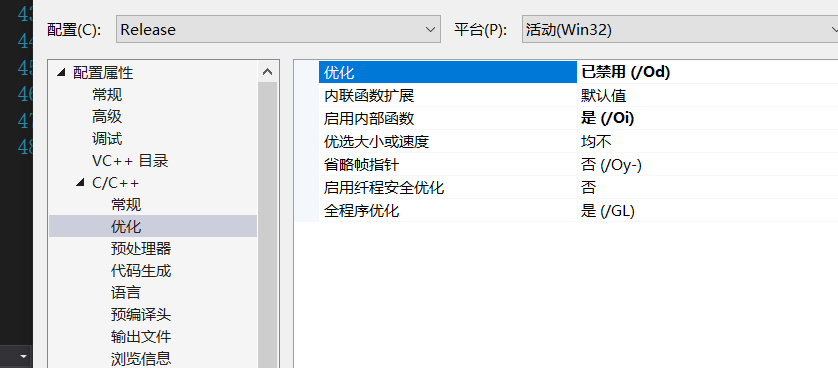 43
44
45
46
47
48
配置(C):
Release
平台(P):
活动(Win32)
配置属性
常规
高级
调试
VC++ 目录
C/C++
常规
优化
预处理器
代码生成
语言
预编译头
输出文件
浏览信息
优化 已禁用 (/Od)
内联函数扩展 默认值
启用内部函数 是 (/Oi)
优选大小或速度 均不
省略帧指针 否 (/Oy-)
启用纤程安全优化 否
全程序优化 是 (/GL)